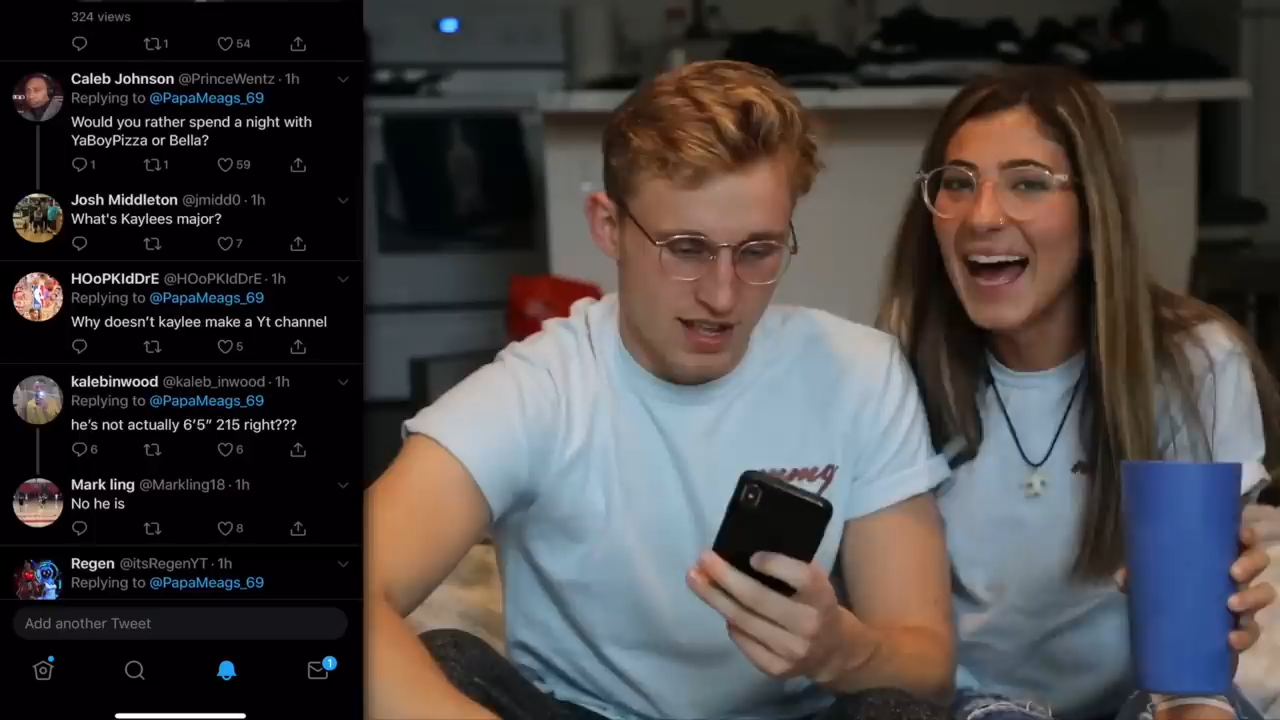 324 views
1
54
Caleb Johnson @PrinceWentz · 1h
Replying to @PapaMeags_69
Would you rather spend a night with
YaBoyPizza or Bella?
1
1
59
Josh Middleton @jmidd0 · 1h
What's Kaylees major?
7
HOoPKIdDrE @HOoPKIdDrE · 1h
Replying to @PapaMeags_69
Why doesn't kaylee make a Yt channel
5
kalebinwood @kaleb_inwood · 1h
Replying to @PapaMeags_69
he's not actually 6'5” 215 right???
6
6
Mark ling @Markling18 · 1h
No he is
8
Regen @itsRegenYT · 1h
Replying to @PapaMeags_69
Add another Tweet
1